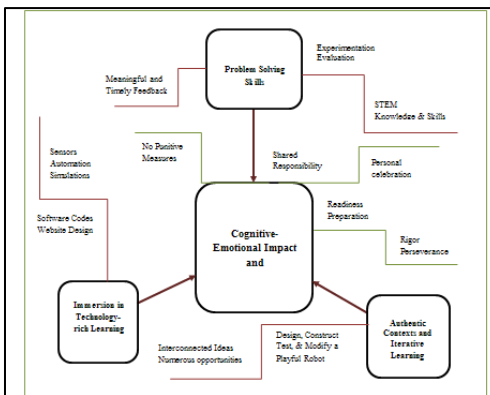 Experimentation
Evaluation
Problem Solving
Skills
Meaningful and
Timely Feedback
STEM
Knowledge & Skills
No Punitive
Measures
Shared
Responsibility
Personal
celebration
Sensors
Automation
Simulations
Readiness
Preparation
Software Codes
Website Design
Cognitive-
Emotional Impact
and
Rigor
Perseverance
Immersion in
Technology-
rich Learning
Authentic
Contexts and
Iterative
Learning
Interconnected Ideas
Numerous opportunities
Design, Construct
Test, & Modify a
Playful Robot